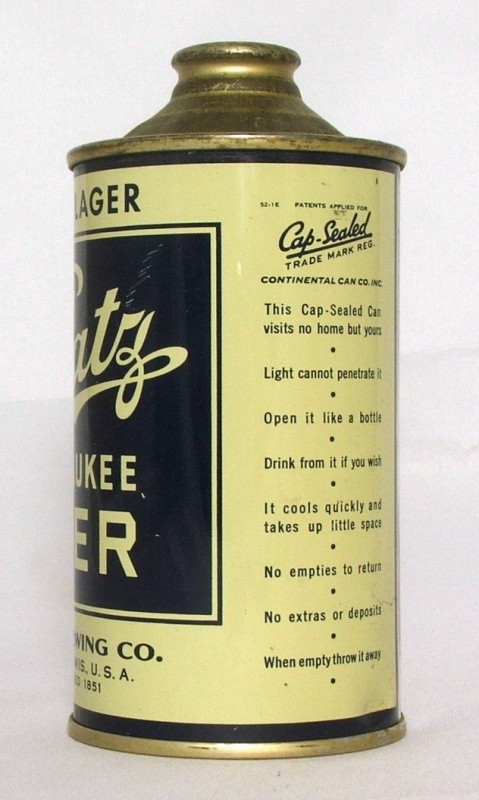 LAGER
atz
UKEE
ER
WING CO.
WIS., U.S.A.
1851
52-1E PATENTS APPLIED FOR
Cap-Sealed
TRADE MARK REG.
CONTINENTAL CAN CO. INC.
This Cap-Sealed Can
visits no home but yours
•
Light cannot penetrate it
•
Open it like a bottle
•
Drink from it if you wish
•
It cools quickly and
takes up little space
•
No empties to return
•
No extras or deposits
•
When empty throw it away
•